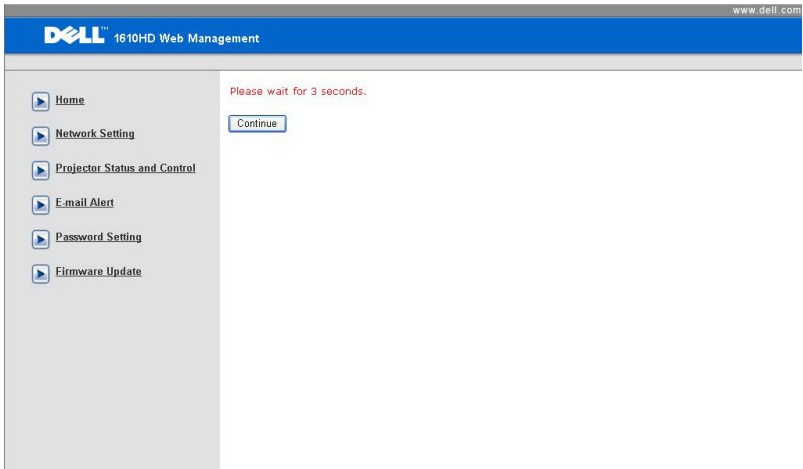 www.dell.com
DELL™ 1610HD Web Management
Home
Network Setting
Projector Status and Control
E-mail Alert
Password Setting
Firmware Update
Please wait for 3 seconds.
Continue